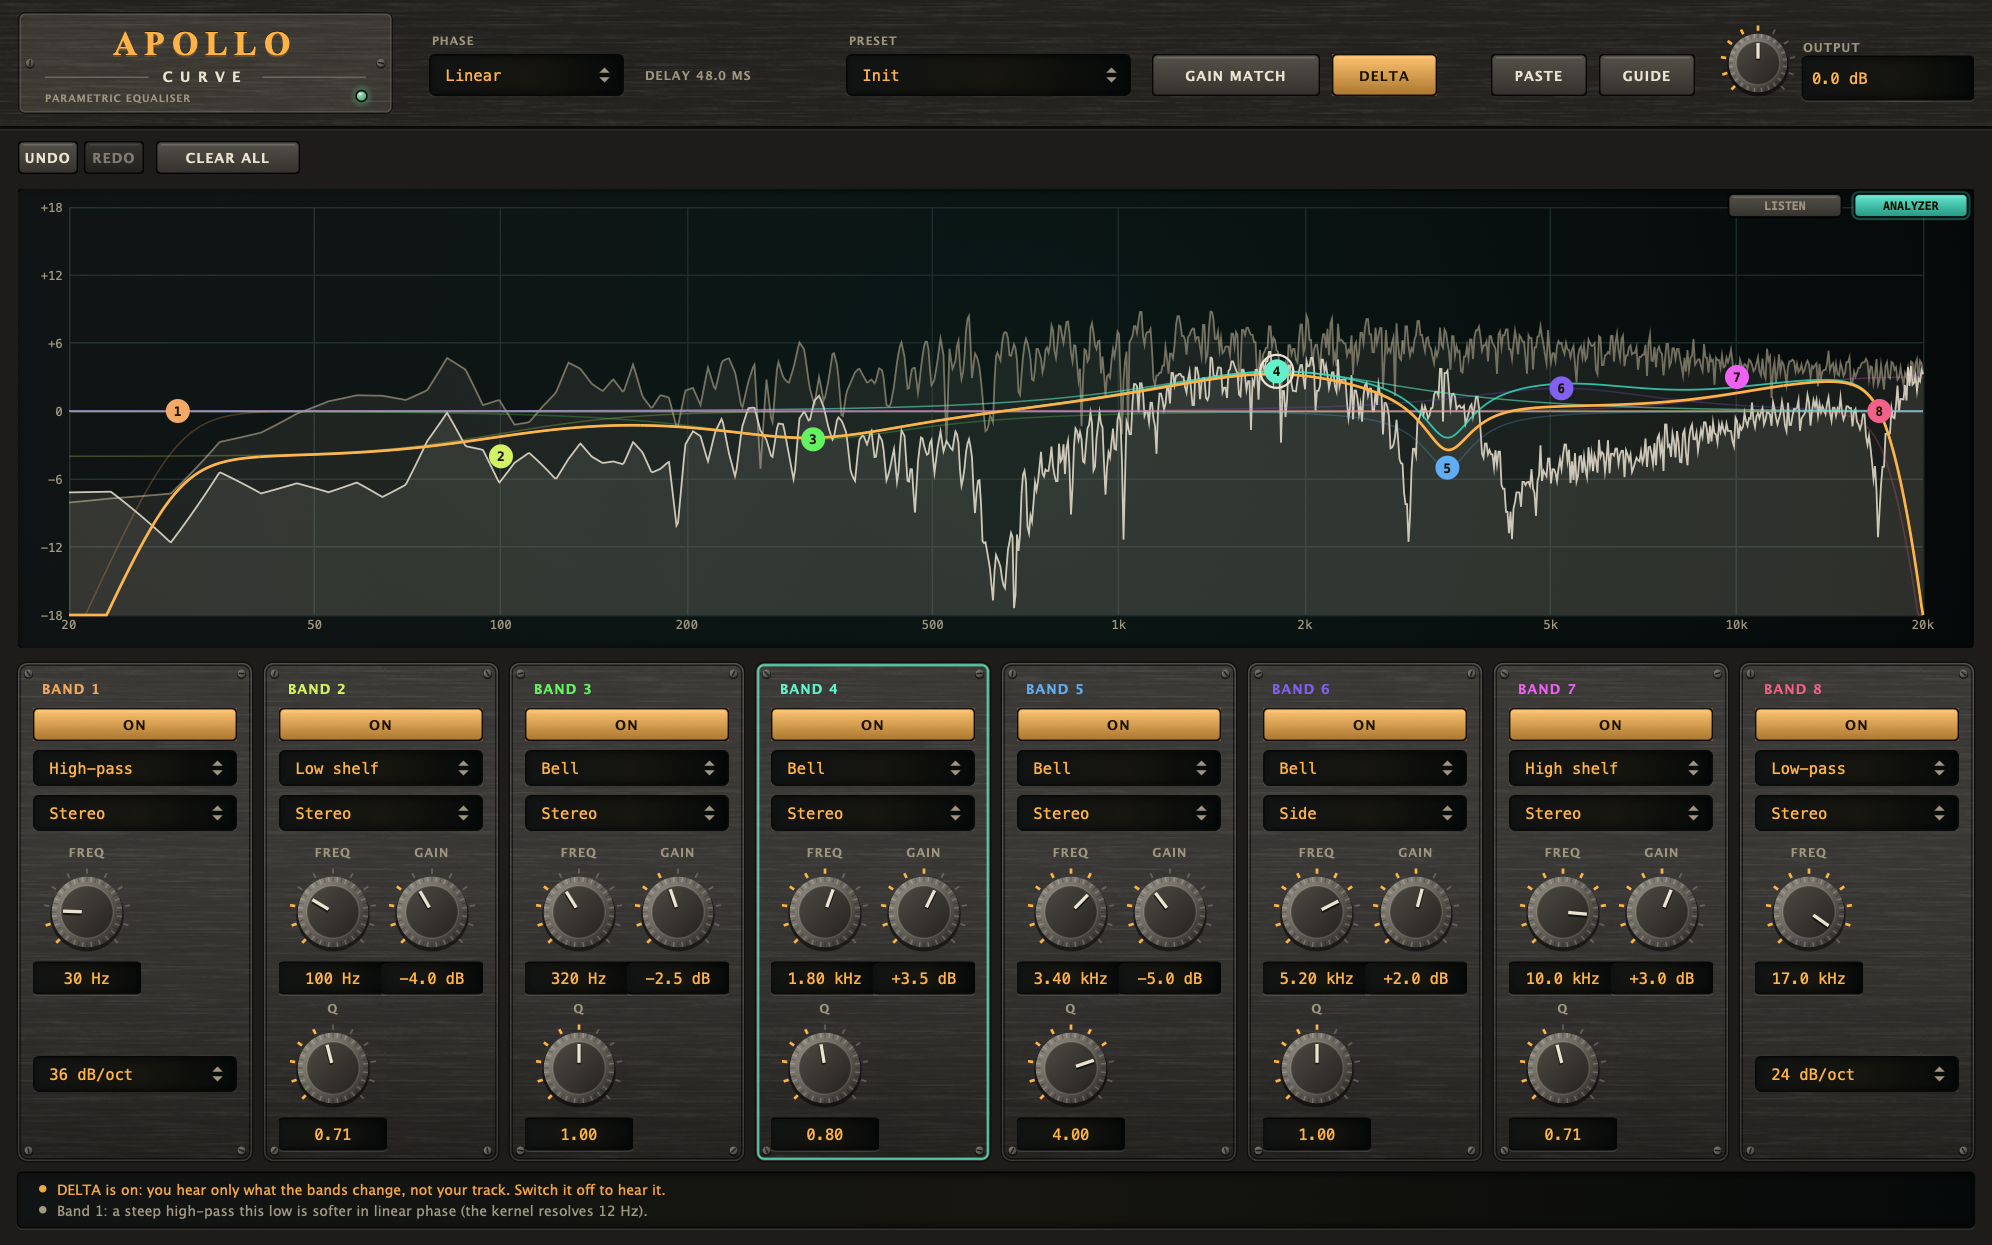 APOLLO
CURVE
PARAMETRIC EQUALISER
PHASE
Linear
DELAY 48.0 MS
PRESET
Init
GAIN MATCH
DELTA
PASTE
GUIDE
OUTPUT
0.0 dB
UNDO
REDO
CLEAR ALL
LISTEN
ANALYZER
+18
+12
+6
0
−6
−12
−18
1
2
3
4
5
6
7
8
20
50
100
200
500
1k
2k
5k
10k
20k
BAND 1
ON
High-pass
Stereo
FREQ
30 Hz
36 dB/oct
BAND 2
ON
Low shelf
Stereo
FREQ GAIN
100 Hz −4.0 dB
Q
0.71
BAND 3
ON
Bell
Stereo
FREQ GAIN
320 Hz −2.5 dB
Q
1.00
BAND 4
ON
Bell
Stereo
FREQ GAIN
1.80 kHz +3.5 dB
Q
0.80
BAND 5
ON
Bell
Stereo
FREQ GAIN
3.40 kHz −5.0 dB
Q
4.00
BAND 6
ON
Bell
Side
FREQ GAIN
5.20 kHz +2.0 dB
Q
1.00
BAND 7
ON
High shelf
Stereo
FREQ GAIN
10.0 kHz +3.0 dB
Q
0.71
BAND 8
ON
Low-pass
Stereo
FREQ
17.0 kHz
24 dB/oct
DELTA is on: you hear only what the bands change, not your track. Switch it off to hear it.
Band 1: a steep high-pass this low is softer in linear phase (the kernel resolves 12 Hz).